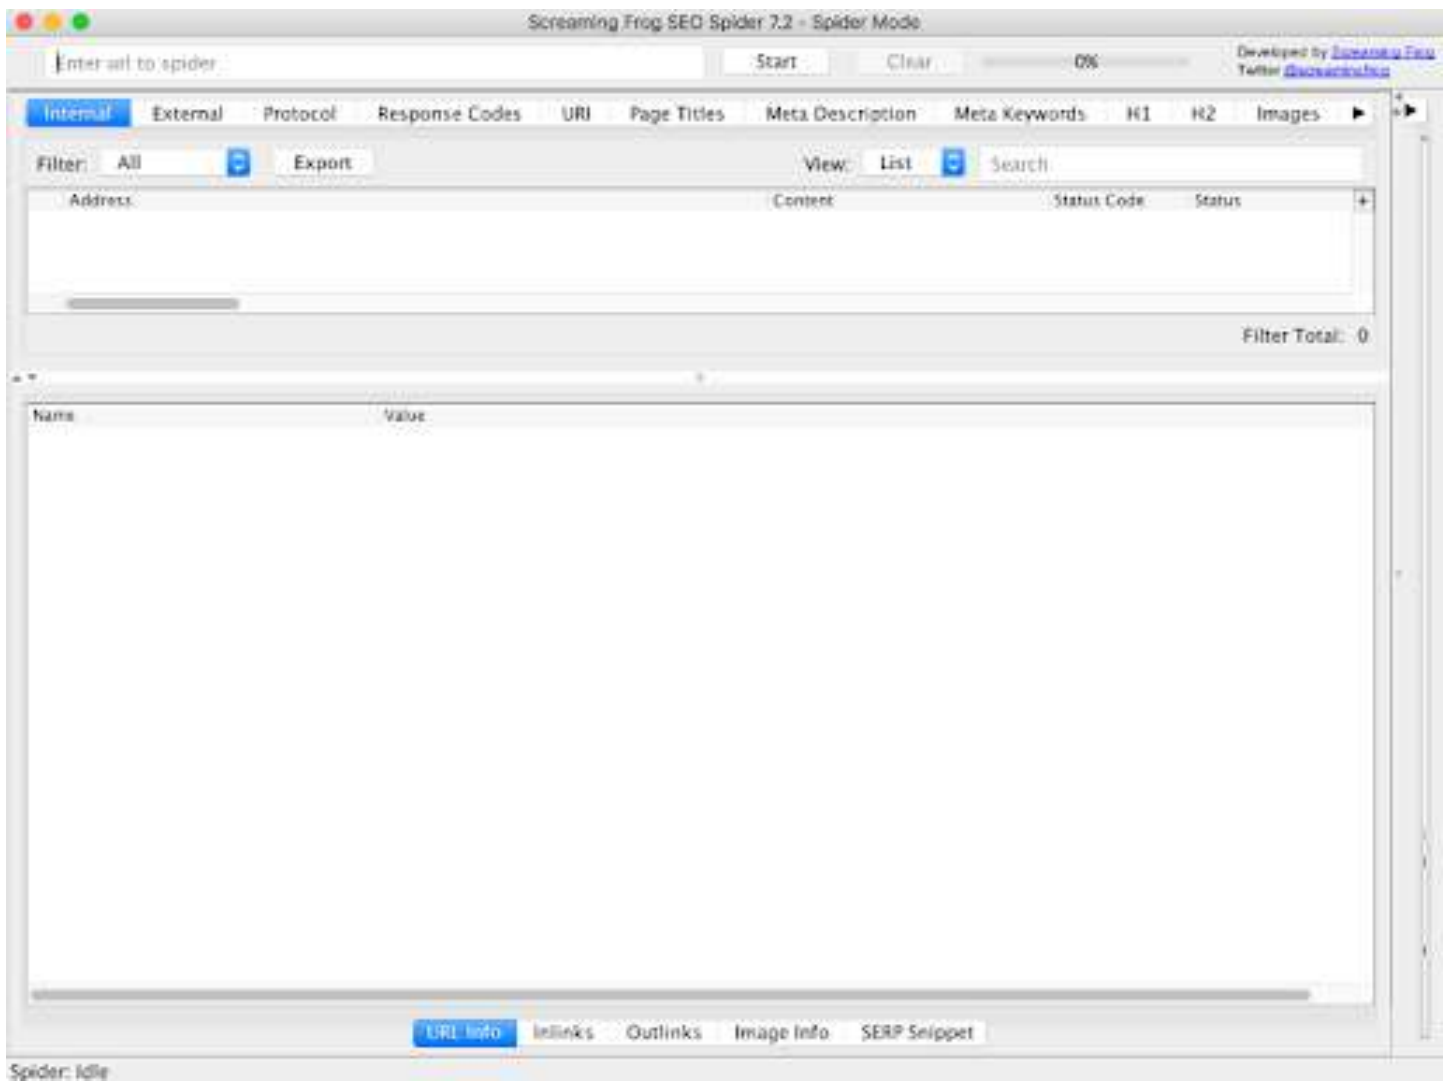 Screaming Frog SEO Spider 7.2 - Spider Mode
Enter url to spider Start Clear 0% Developed by Screaming Frog
Twitter @screamingfrog
Internal External Protocol Response Codes URI Page Titles Meta Description Meta Keywords H1 H2 Images
Filter: All Export View: List Search
Address Content Status Code Status +
Filter Total: 0
Name Value
URL Info Inlinks Outlinks Image Info SERP Snippet
Spider: Idle